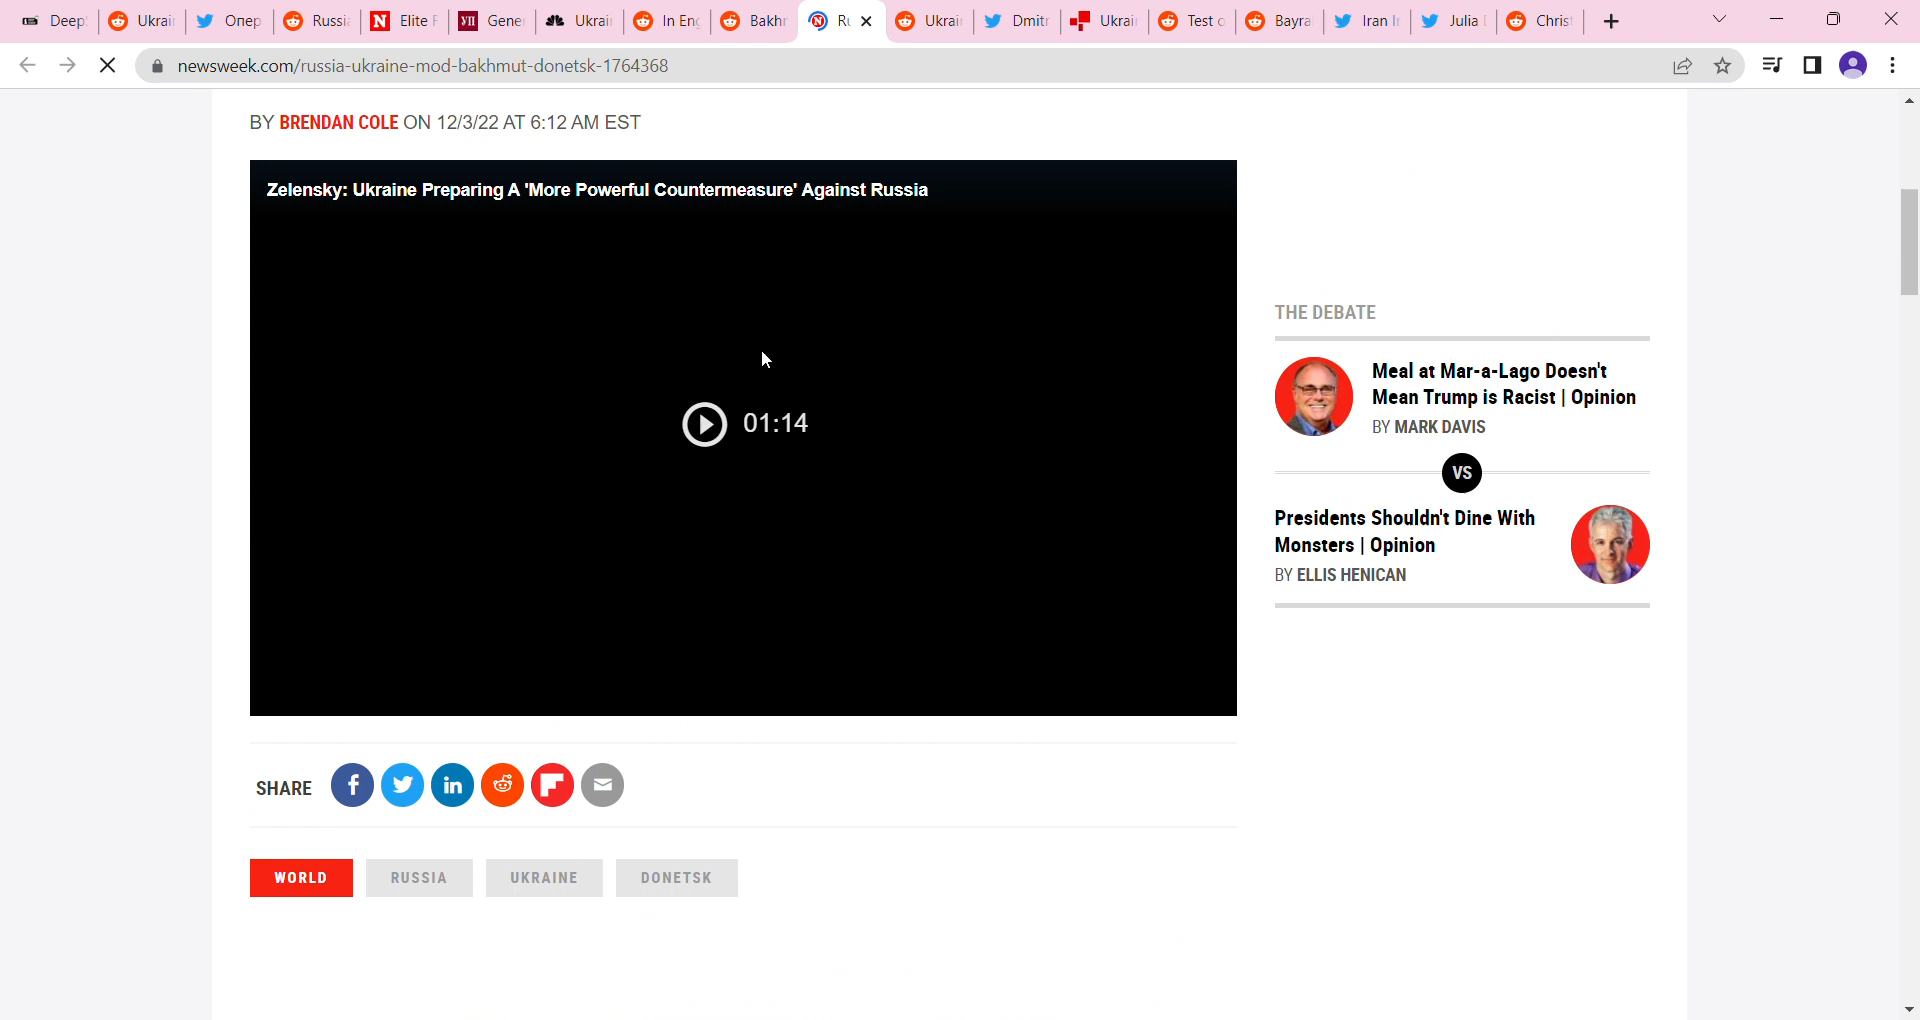 Deep
Ukrai
Опер
Russia
N
Elite F
УП
Gene
Ukrai
In Eng
Bakhr
Ru
Ukrai
Dmitr
Ukrai
Test o
Bayra
Iran I
Julia
Christ
newsweek.com/russia-ukraine-mod-bakhmut-donetsk-1764368
BY BRENDAN COLE ON 12/3/22 AT 6:12 AM EST
Zelensky: Ukraine Preparing A 'More Powerful Countermeasure' Against Russia
01:14
THE DEBATE
Meal at Mar-a-Lago Doesn't
Mean Trump is Racist | Opinion
BY MARK DAVIS
VS
Presidents Shouldn't Dine With
Monsters | Opinion
BY ELLIS HENICAN
SHARE
WORLD
RUSSIA
UKRAINE
DONETSK